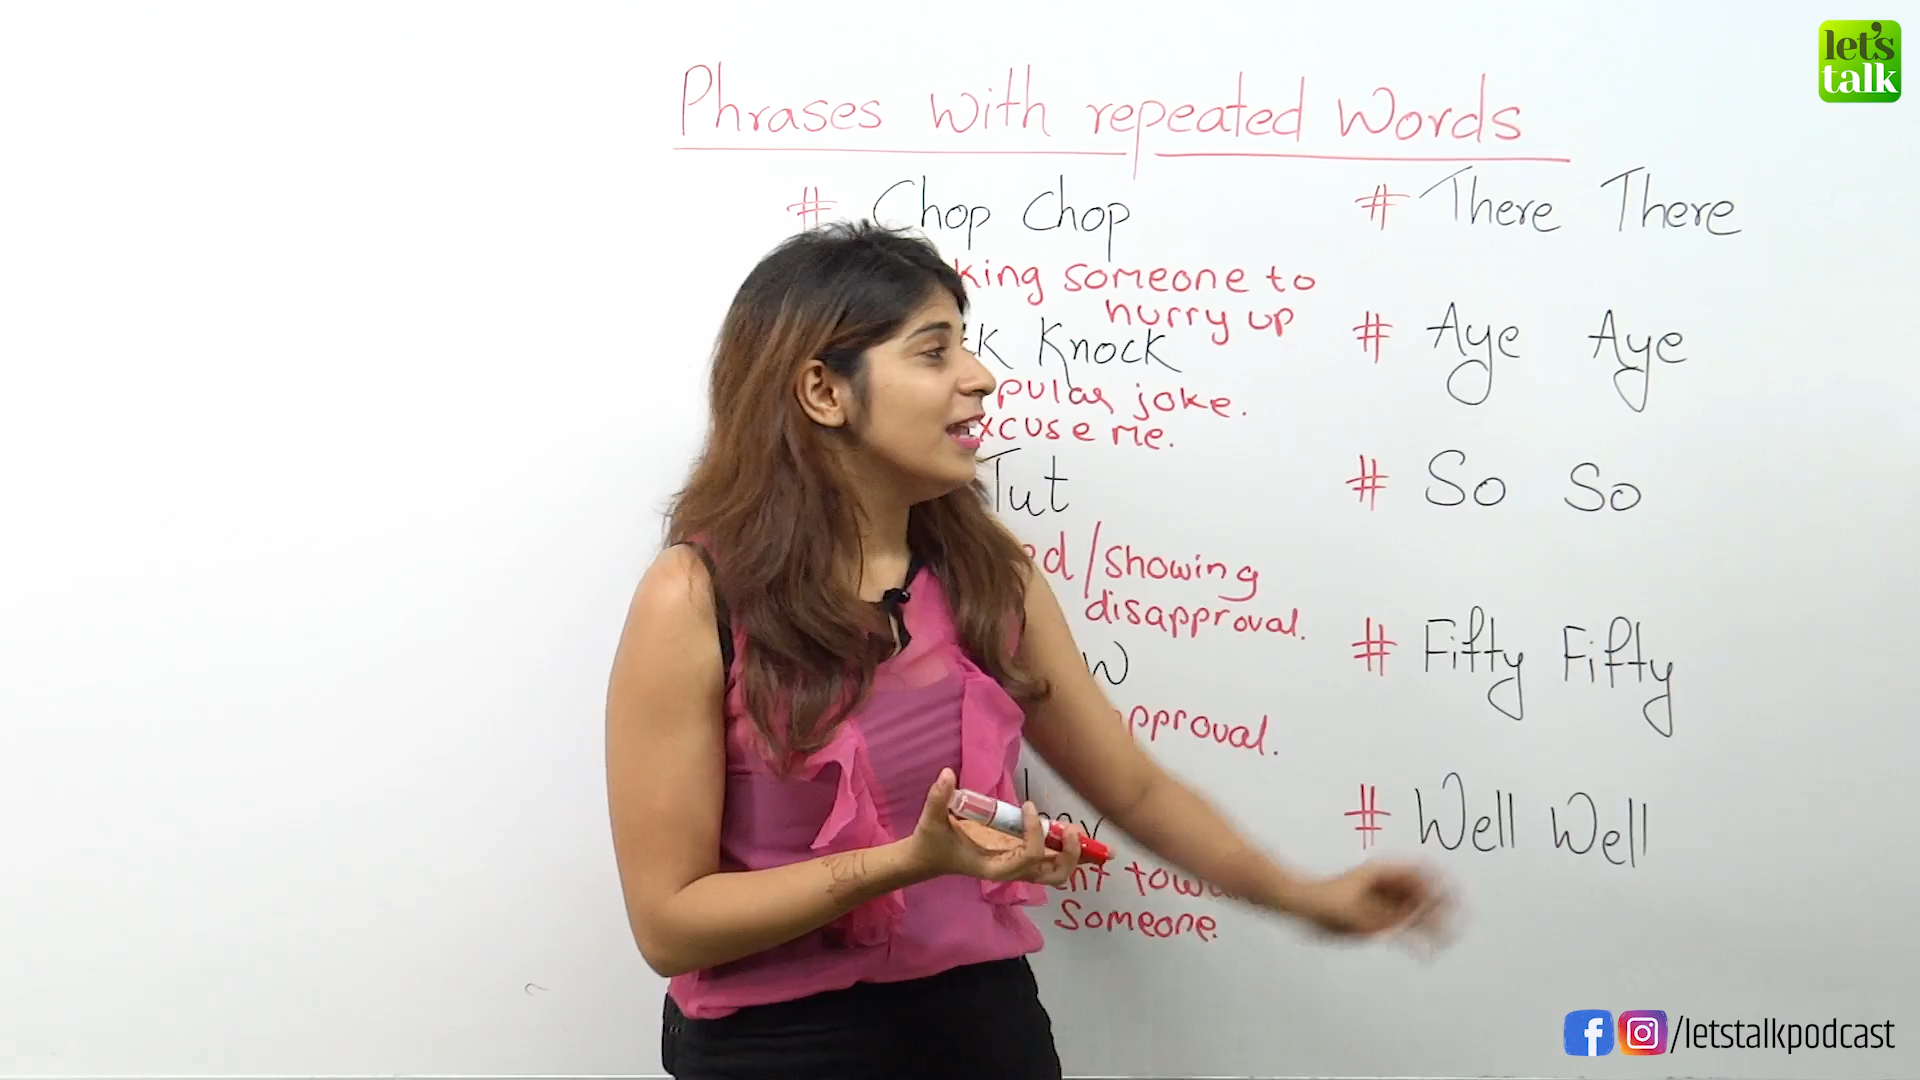 let's
talk
Phrases with repeated Words
# Chop Chop
someone to
hurry up
Knock
joke.
me.
Tut
/showing
disapproval.
someone.
# There There
# Aye Aye
# So So
# Fifty Fifty
# Well Well
/letstalkpodcast